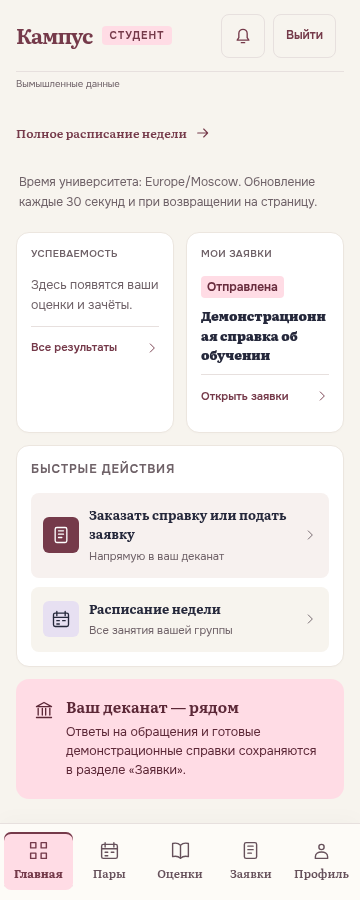 Кампус
СТУДЕНТ
Выйти
Вымышленные данные
Полное расписание недели
Время университета: Europe/Moscow. Обновление
каждые 30 секунд и при возвращении на страницу.
УСПЕВАЕМОСТЬ
Здесь появятся ваши
оценки и зачёты.
Все результаты
МОИ ЗАЯВКИ
Отправлена
Демонстрационн
ая справка об
обучении
Открыть заявки
БЫСТРЫЕ ДЕЙСТВИЯ
Заказать справку или подать
заявку
Напрямую в ваш деканат
Расписание недели
Все занятия вашей группы
Ваш деканат — рядом
Ответы на обращения и готовые
демонстрационные справки сохраняются
в разделе «Заявки».
Главная
Пары
Оценки
Заявки
Профиль